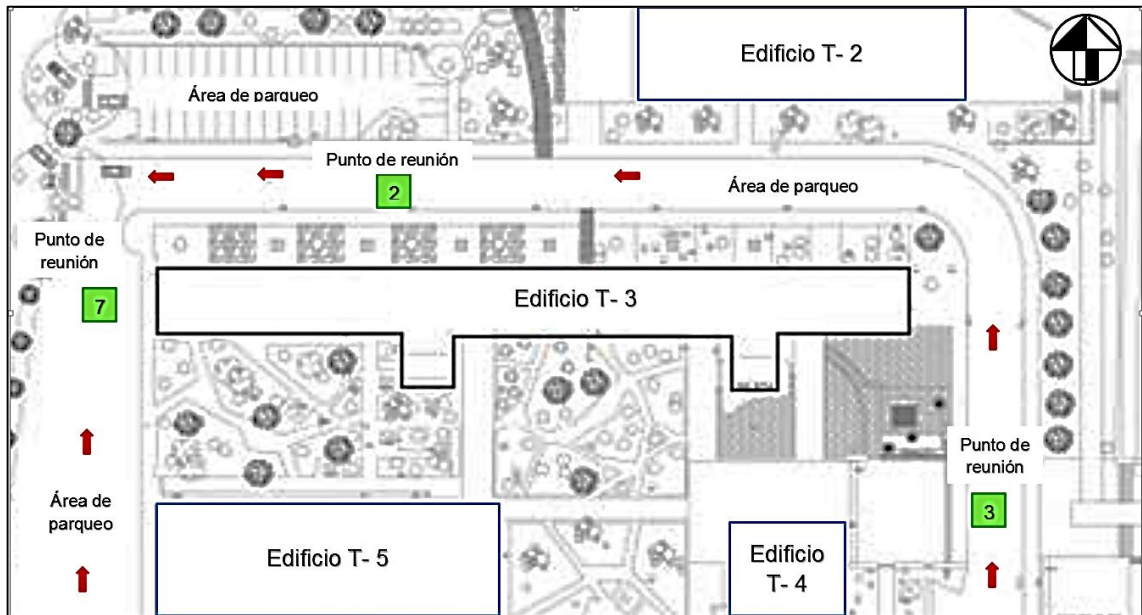 Edificio T- 2
Área de parqueo
Punto de reunión
2
Área de parqueo
Punto de
reunión
7
Edificio T- 3
Punto de
reunión
3
Área de
parqueo
Edificio T- 5
Edificio
T- 4